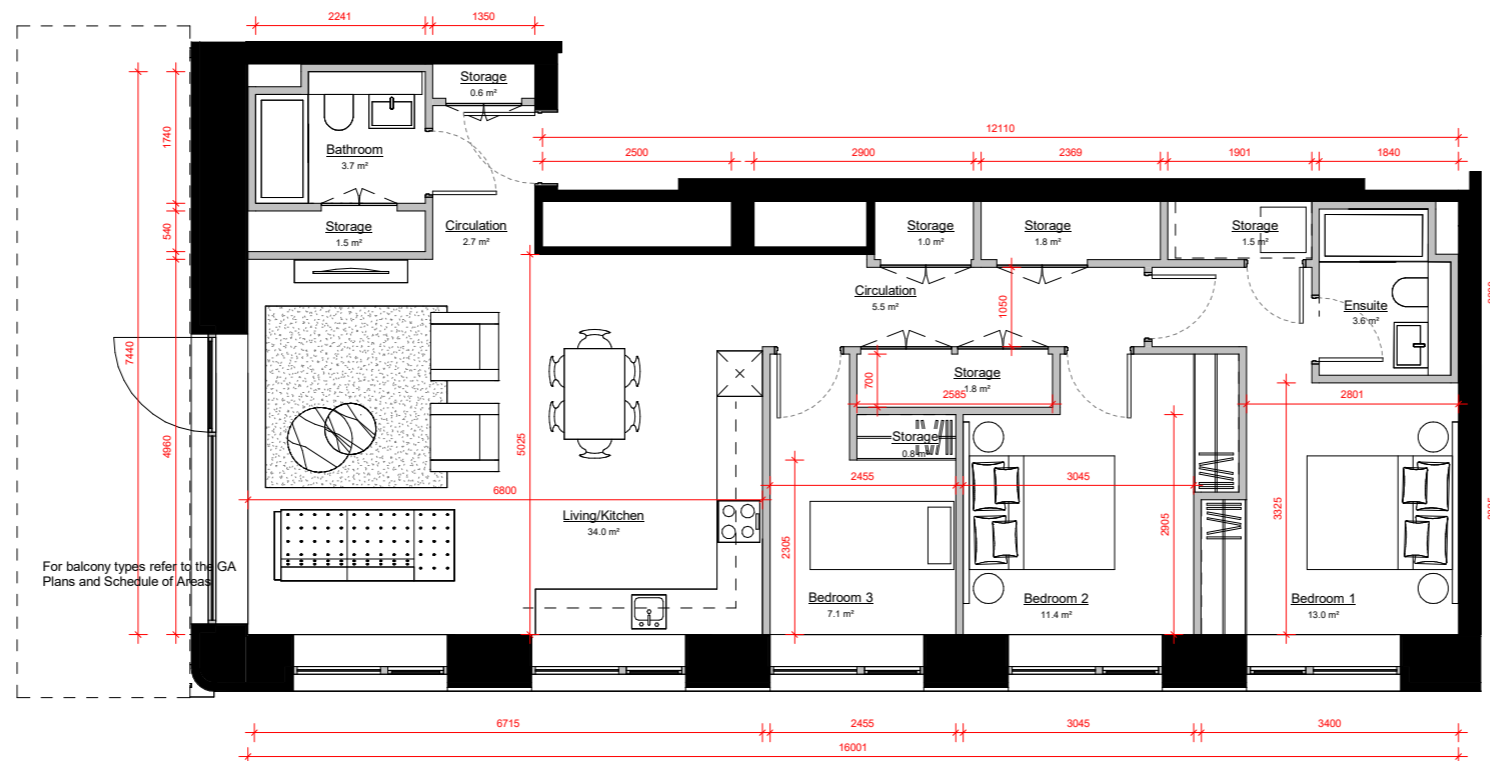 2241
1350
Storage
0.6 m²
12110
2500
2900
2369
1901
1840
1740
Bathroom
3.7 m²
Storage
1.5 m²
540
Circulation
2.7 m²
Storage
1.0 m²
Storage
1.8 m²
Storage
1.5 m²
Circulation
5.5 m²
1050
Ensuite
3.6 m²
7440
700
Storage
1.8 m²
2585
2801
4960
5025
Storage
0.8 m²
6800
2455
3045
2305
2905
3325
Living/Kitchen
34.0 m²
For balcony types refer to the GA
Plans and Schedule of Areas
Bedroom 3
7.1 m²
Bedroom 2
11.4 m²
Bedroom 1
13.0 m²
6715
2455
3045
3400
16001